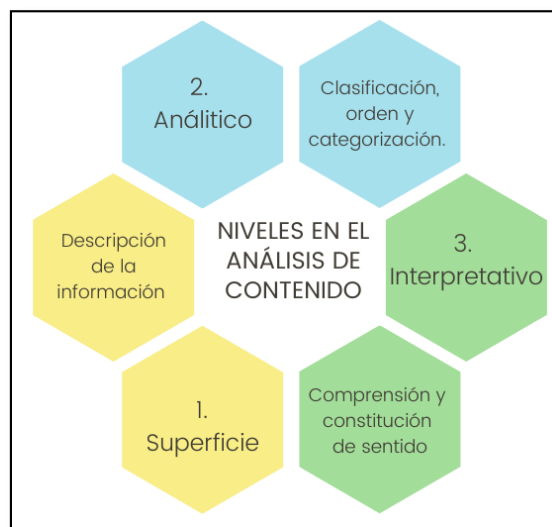 2.
Análitico
Clasificación,
orden y
categorización.
Descripción
de la
información
NIVELES EN EL
ANÁLISIS DE
CONTENIDO
3.
Interpretativo
1.
Superficie
Comprensión y
constitución
de sentido